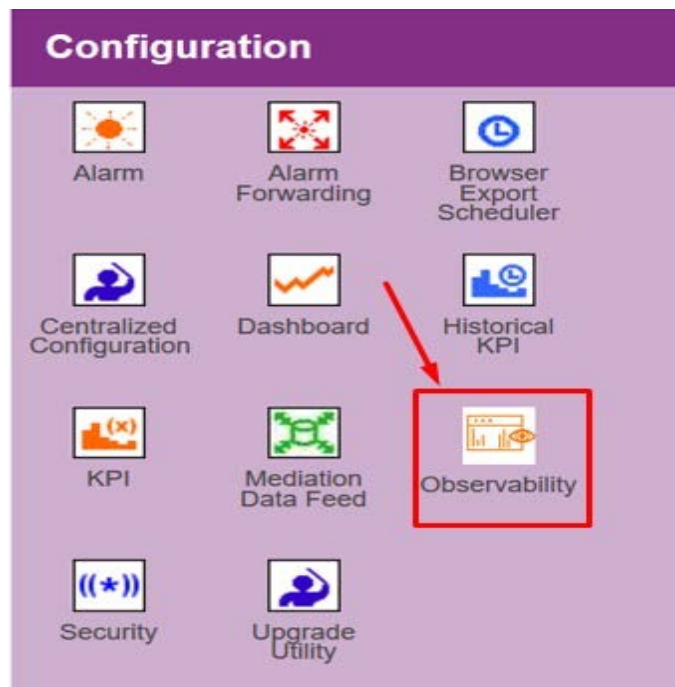 Configuration
Alarm
Alarm
Forwarding
Browser
Export
Scheduler
Centralized
Configuration
Dashboard
Historical
KPI
(x)
KPI
Mediation
Data Feed
Observability
((*))
Security
Upgrade
Utility